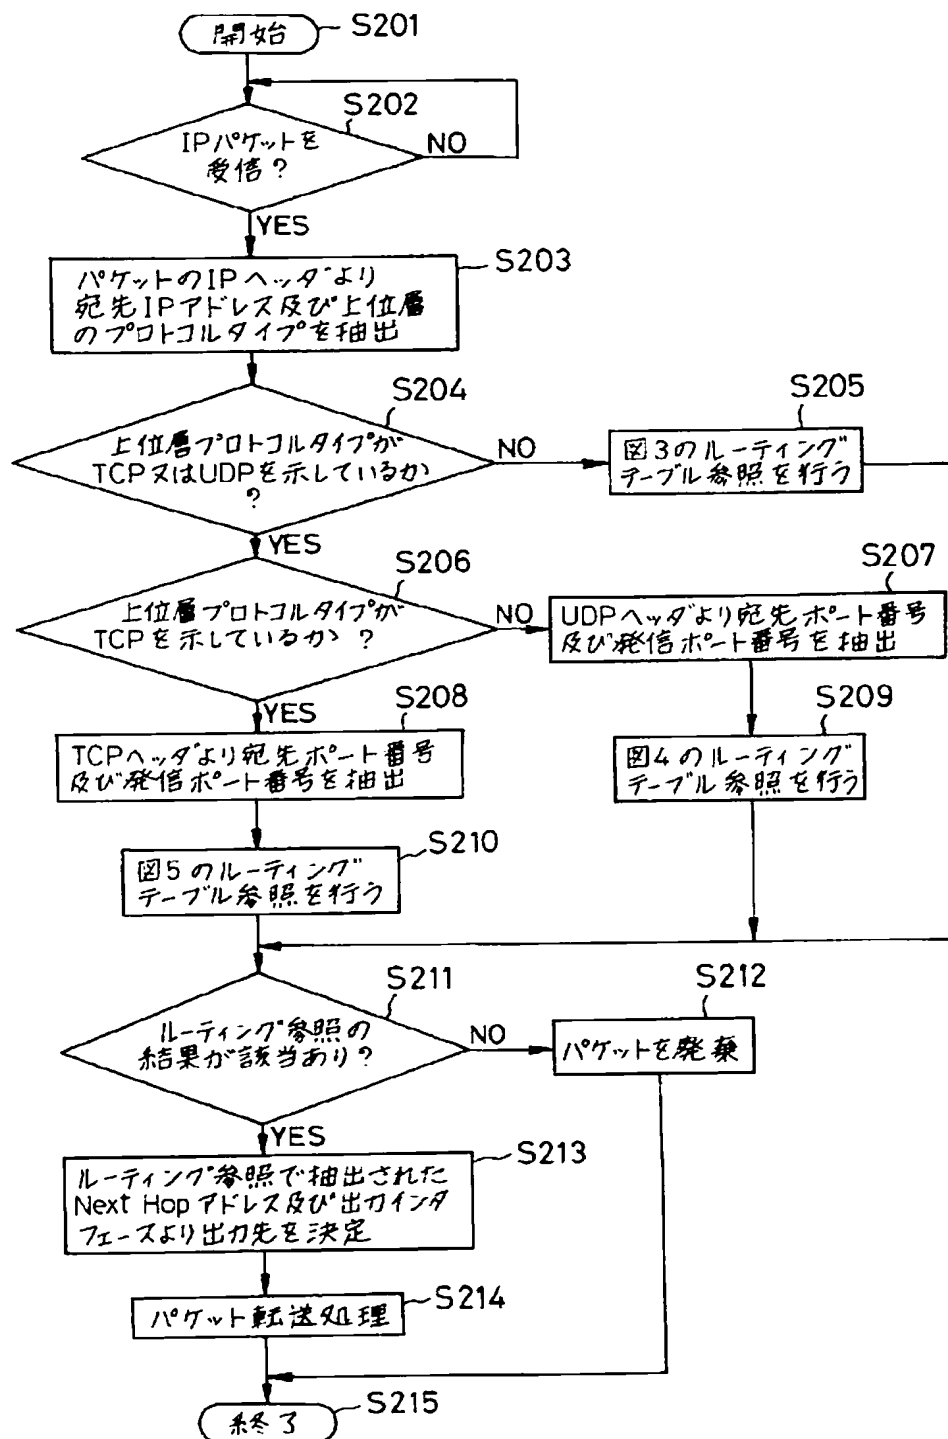 開始
S201
S202
IPパケットを
受信？
NO
YES
S203
パケットのIPヘッダより
宛先IPアドレス及び上位層
のプロトコルタイプを抽出
S204
上位層プロトコルタイプが
TCP又はUDPを示しているか
？
NO
YES
S205
図3のルーティング
テーブル参照を行う
S206
上位層プロトコルタイプが
TCPを示しているか？
NO
YES
S207
UDPヘッダより宛先ポート番号
及び発信ポート番号を抽出
S208
TCPヘッダより宛先ポート番号
及び発信ポート番号を抽出
S209
図4のルーティング
テーブル参照を行う
S210
図5のルーティング
テーブル参照を行う
S211
ルーティング参照の
結果が該当あり？
NO
YES
S212
パケットを廃棄
S213
ルーティング参照で抽出された
Next Hopアドレス及び出力インタ
フェースより出力先を決定
S214
パケット転送処理
S215
終了